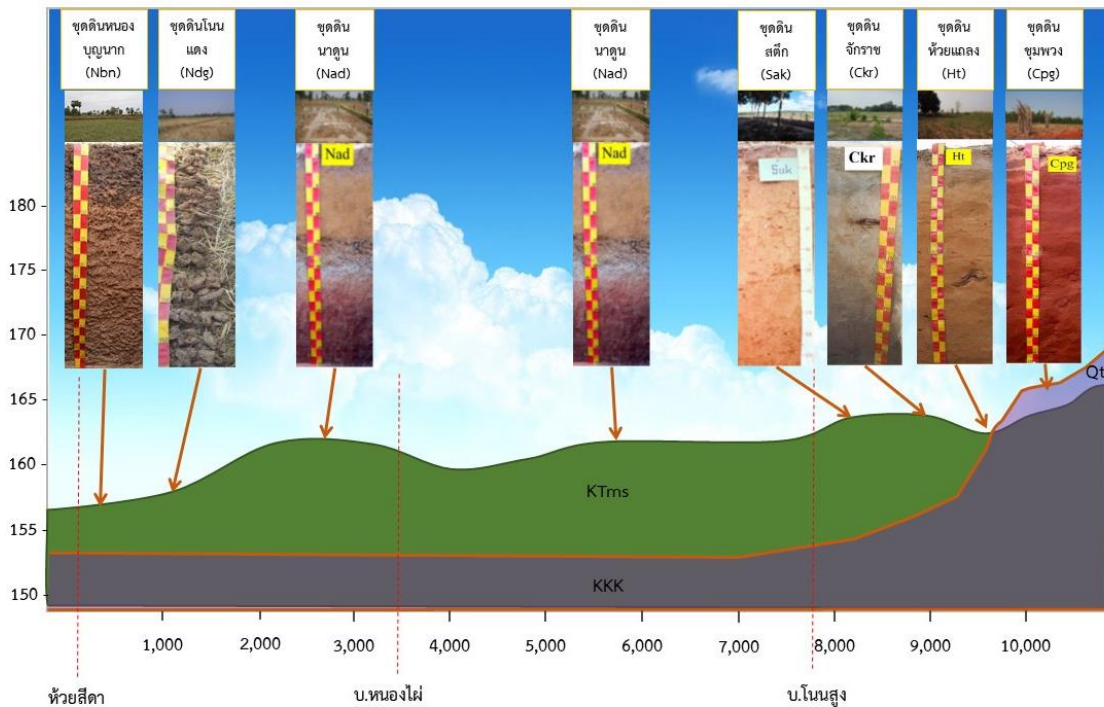 ชุดดินหนอง
บุญนาก
(Nbn)
ชุดดินโนน
แดง
(Ndg)
ชุดดิน
นาดูน
(Nad)
ชุดดิน
นาดูน
(Nad)
ชุดดิน
สตึก
(Sak)
ชุดดิน
จักราช
(Ckr)
ชุดดิน
ห้วยแถลง
(Ht)
ชุดดิน
ชุมพวง
(Cpg)
Nad
Nad
Suk
Ckr
Ht
Cpg
180
175
170
165
160
155
150
Qt
KTms
KKK
1,000
2,000
3,000
4,000
5,000
6,000
7,000
8,000
9,000
10,000
ห้วยสีดา
บ.หนองไผ่
บ.โนนสูง